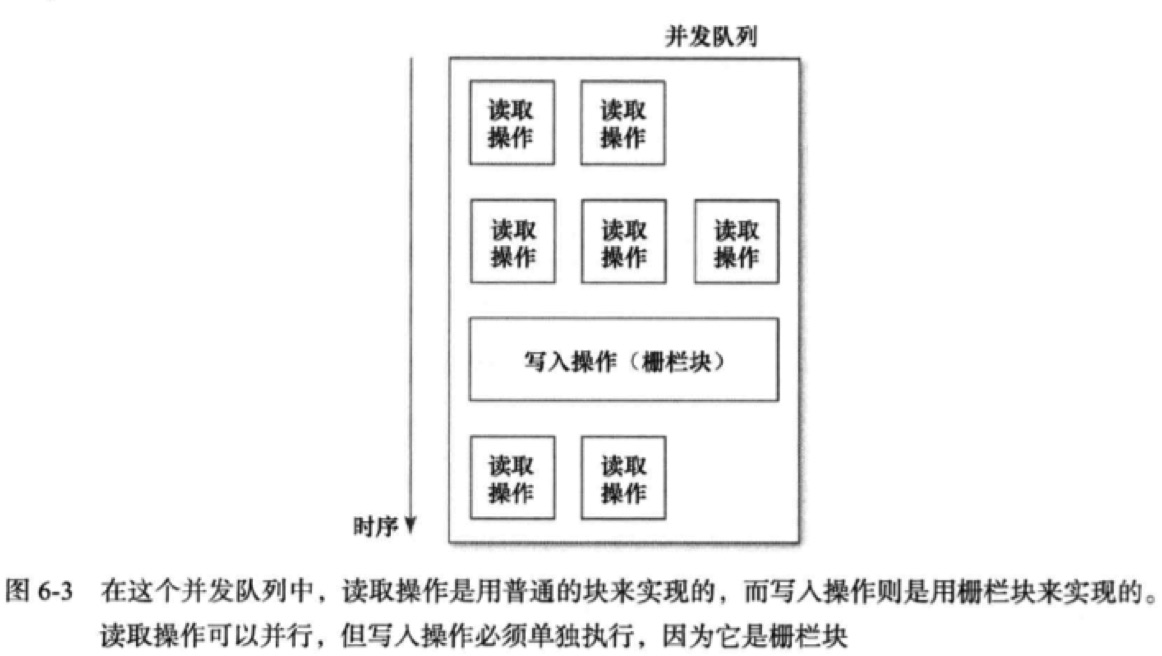 并发队列
读取 读取
操作 操作
读取 读取 读取
操作 操作 操作
写入操作（栅栏块）
读取 读取
操作 操作
时序
图 6-3 在这个并发队列中，读取操作是用普通的块来实现的，而写入操作则是用栅栏块来实现的。
读取操作可以并行，但写入操作必须单独执行，因为它是栅栏块